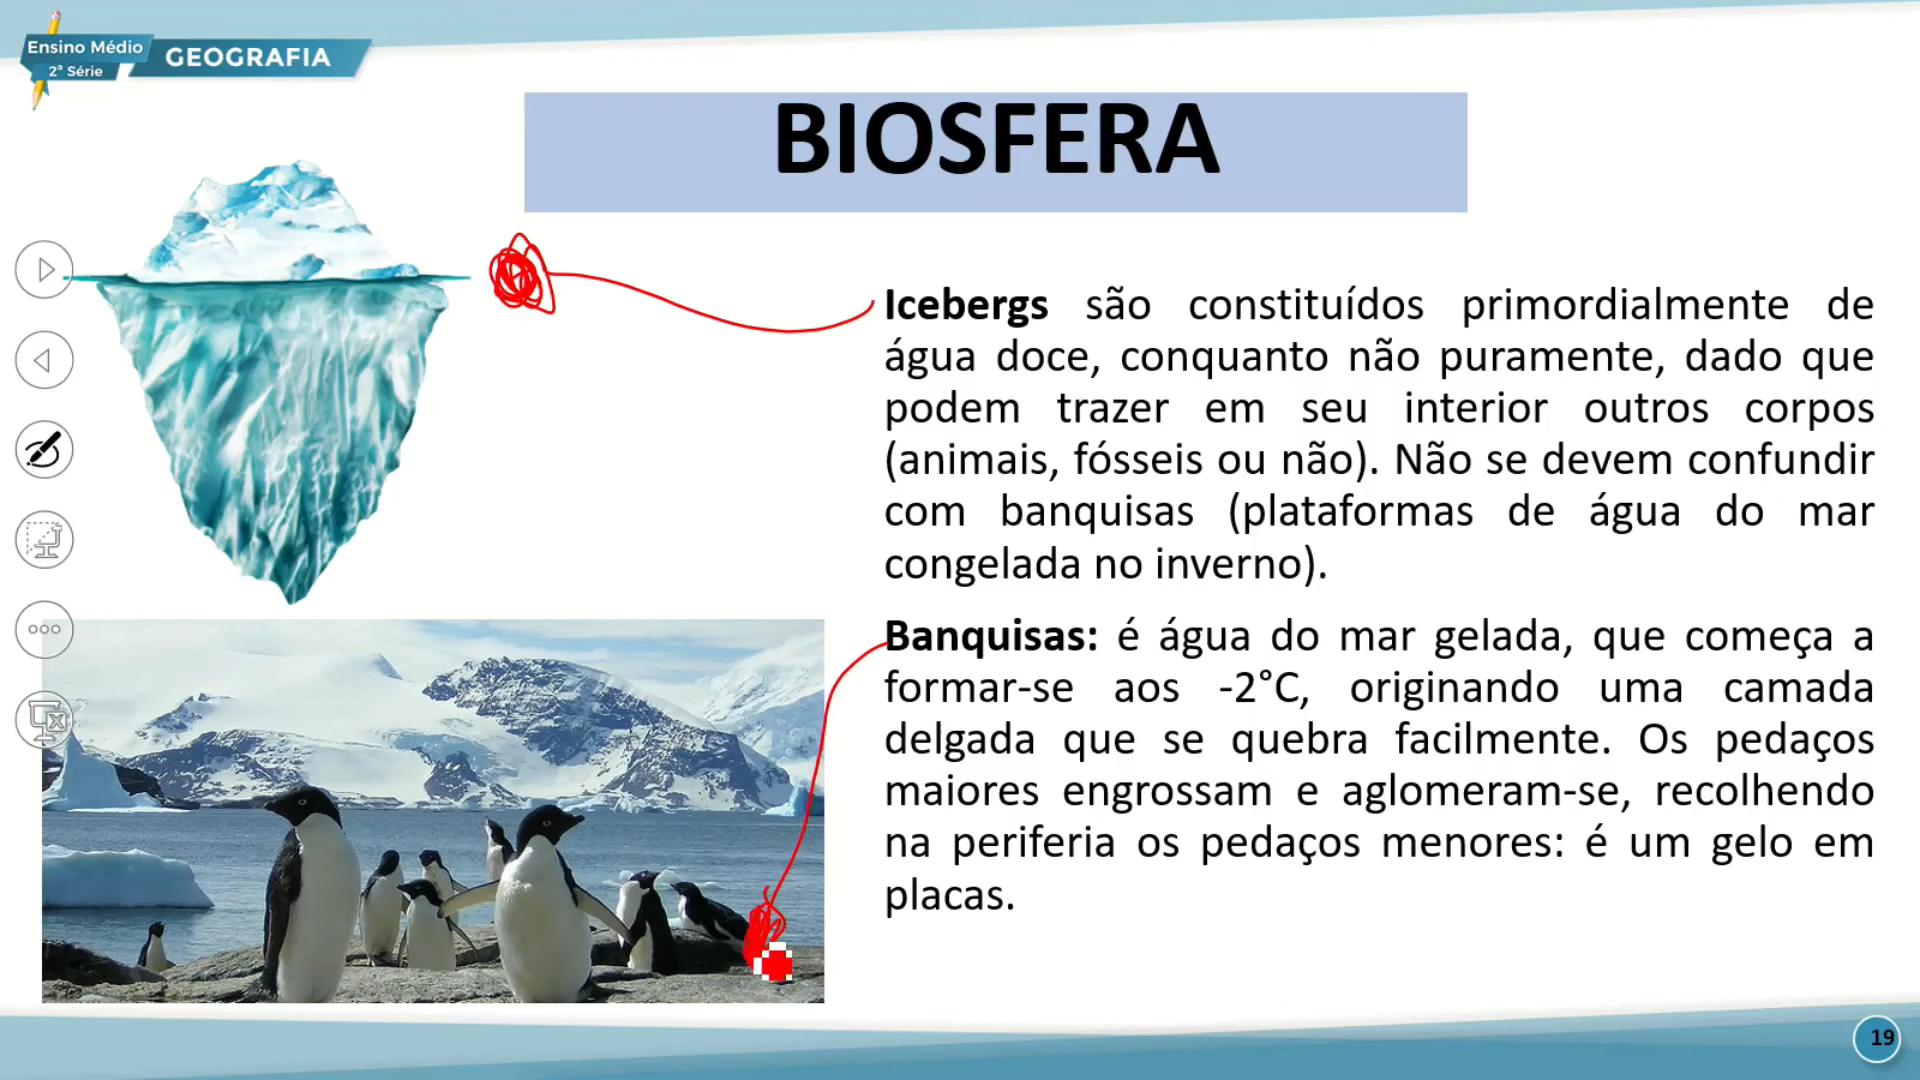 Ensino Médio
2ª Série
GEOGRAFIA
BIOSFERA
Icebergs são constituídos primordialmente de
água doce, conquanto não puramente, dado que
podem trazer em seu interior outros corpos
(animais, fósseis ou não). Não se devem confundir
com banquisas (plataformas de água do mar
congelada no inverno).
Banquisas: é água do mar gelada, que começa a
formar-se aos -2°C, originando uma camada
delgada que se quebra facilmente. Os pedaços
maiores engrossam e aglomeram-se, recolhendo
na periferia os pedaços menores: é um gelo em
placas.
19